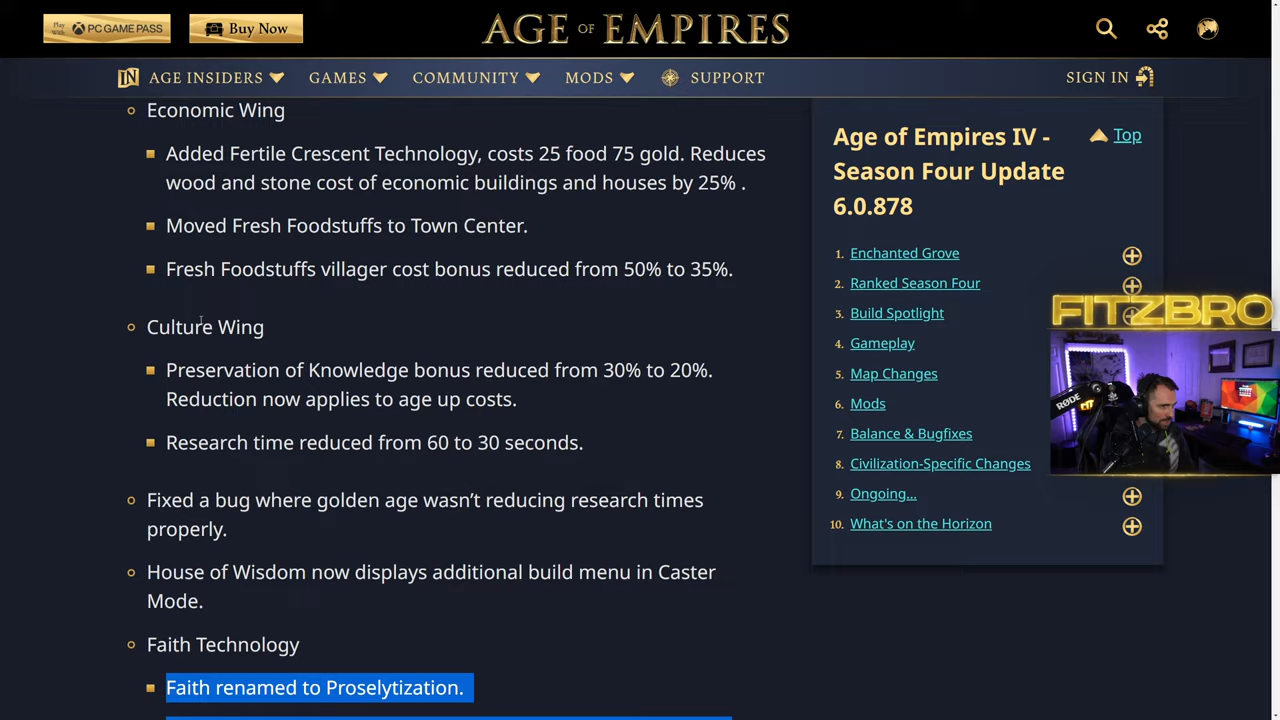 Play With PC GAME PASS
Buy Now
AGE OF EMPIRES
IN AGE INSIDERS
GAMES
COMMUNITY
MODS
SUPPORT
SIGN IN
Economic Wing
Added Fertile Crescent Technology, costs 25 food 75 gold. Reduces
wood and stone cost of economic buildings and houses by 25% .
Moved Fresh Foodstuffs to Town Center.
Fresh Foodstuffs villager cost bonus reduced from 50% to 35%.
Culture Wing
Preservation of Knowledge bonus reduced from 30% to 20%.
Reduction now applies to age up costs.
Research time reduced from 60 to 30 seconds.
Fixed a bug where golden age wasn’t reducing research times
properly.
House of Wisdom now displays additional build menu in Caster
Mode.
Faith Technology
Faith renamed to Proselytization.
Age of Empires IV -
Season Four Update
6.0.878
Top
1. Enchanted Grove
2. Ranked Season Four
3. Build Spotlight
4. Gameplay
5. Map Changes
6. Mods
7. Balance & Bugfixes
8. Civilization-Specific Changes
9. Ongoing...
10. What's on the Horizon
FITZBRO
RØDE